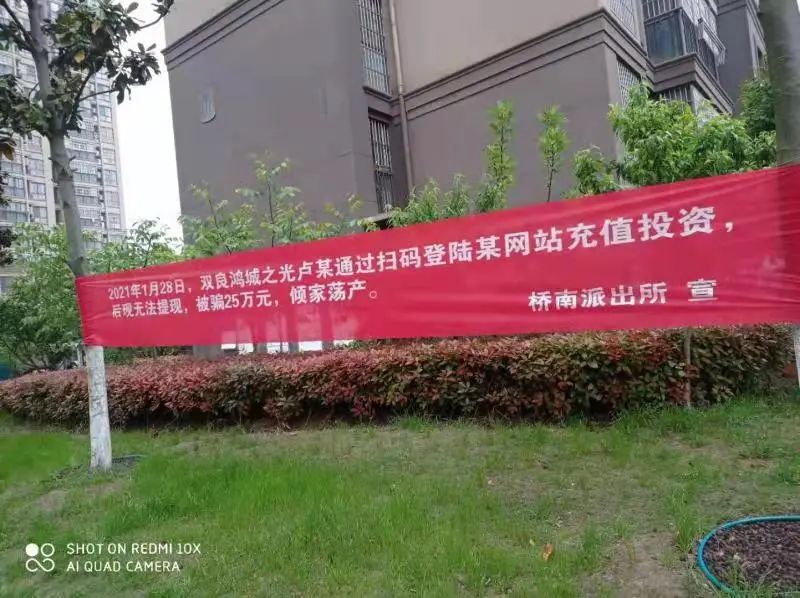 2021年1月28日，双良鸿城之光卢某通过扫码登陆某网站充值投资，
后现无法提现，被骗25万元，倾家荡产。
桥南派出所 宣
SHOT ON REDMI 10X
AI QUAD CAMERA